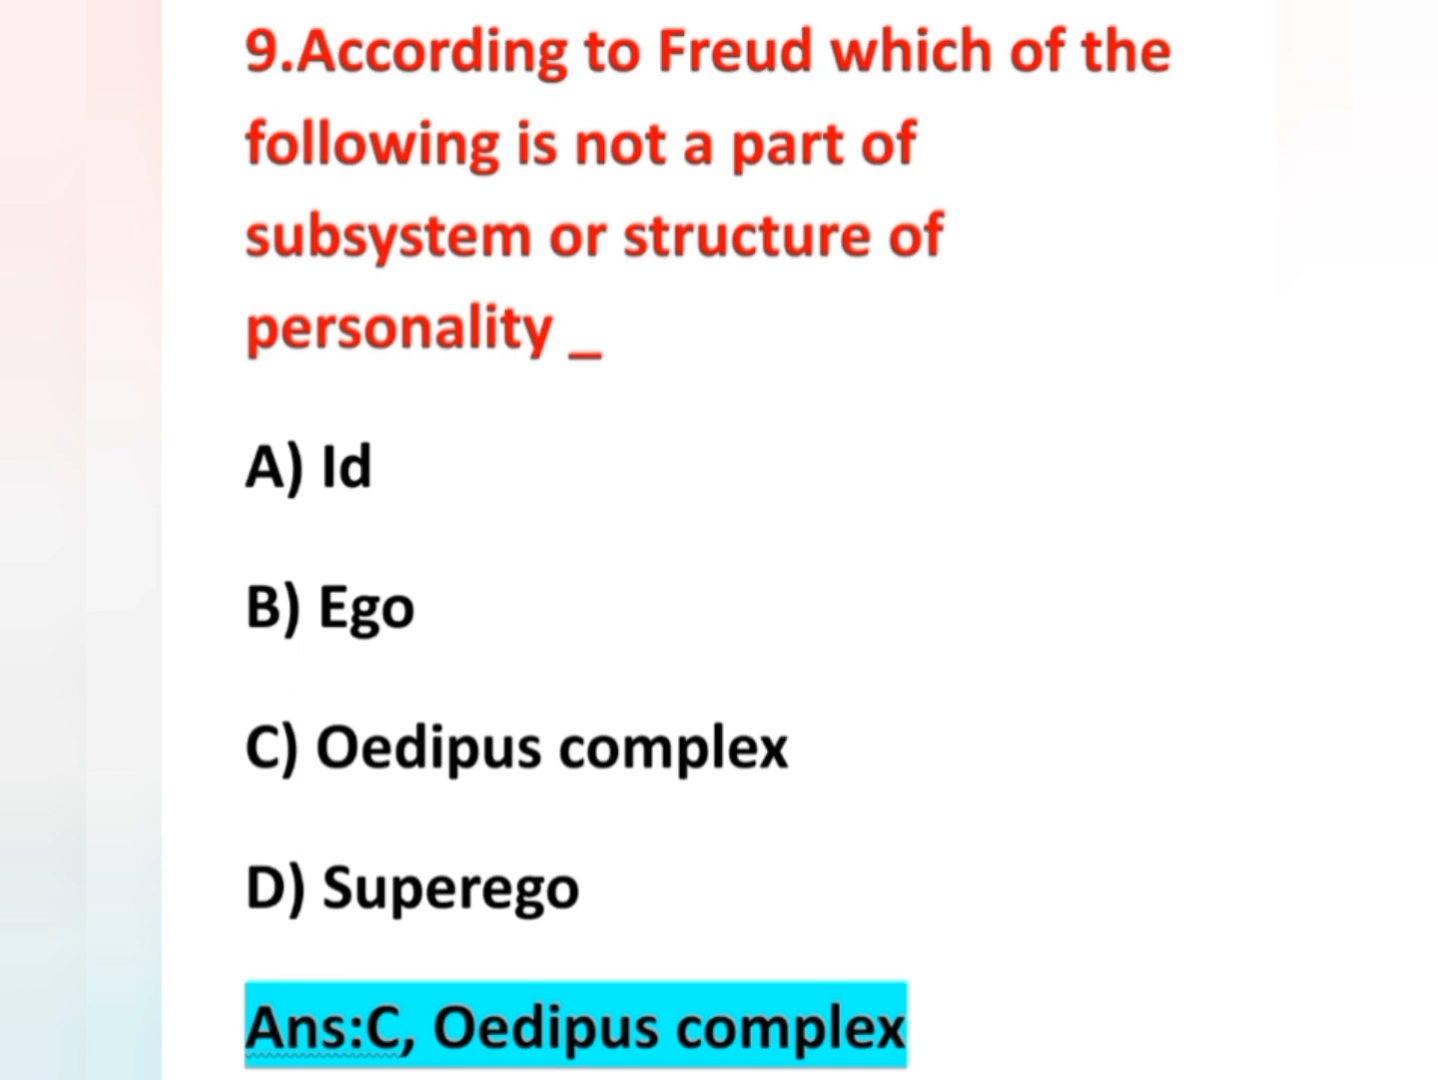 9.According to Freud which of the
following is not a part of
subsystem or structure of
personality _
A) Id
B) Ego
C) Oedipus complex
D) Superego
Ans:C, Oedipus complex